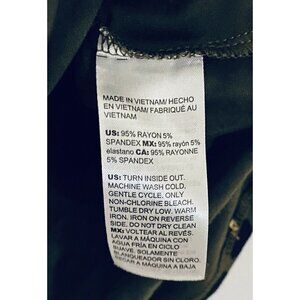 MADE IN VIETNAM/ HECHO
EN VIETNAM/ FABRIQUÉ AU
VIETNAM
US: 95% RAYON 5%
SPANDEX MX: 95% rayón 5%
elastano CA: 95% RAYONNE
5% SPANDEX
US: TURN INSIDE OUT.
MACHINE WASH COLD,
GENTLE CYCLE. ONLY
NON-CHLORINE BLEACH.
TUMBLE DRY LOW. WARM
IRON. IRON ON REVERSE
SIDE. DO NOT DRY CLEAN
MX: VOLTEAR AL REVÉS.
LAVAR A MÁQUINA CON
AGUA FRÍA EN CICLO
SUAVE. SOLAMENTE
BLANQUEADOR SIN CLORO.
A MÁQUINA A BAJA